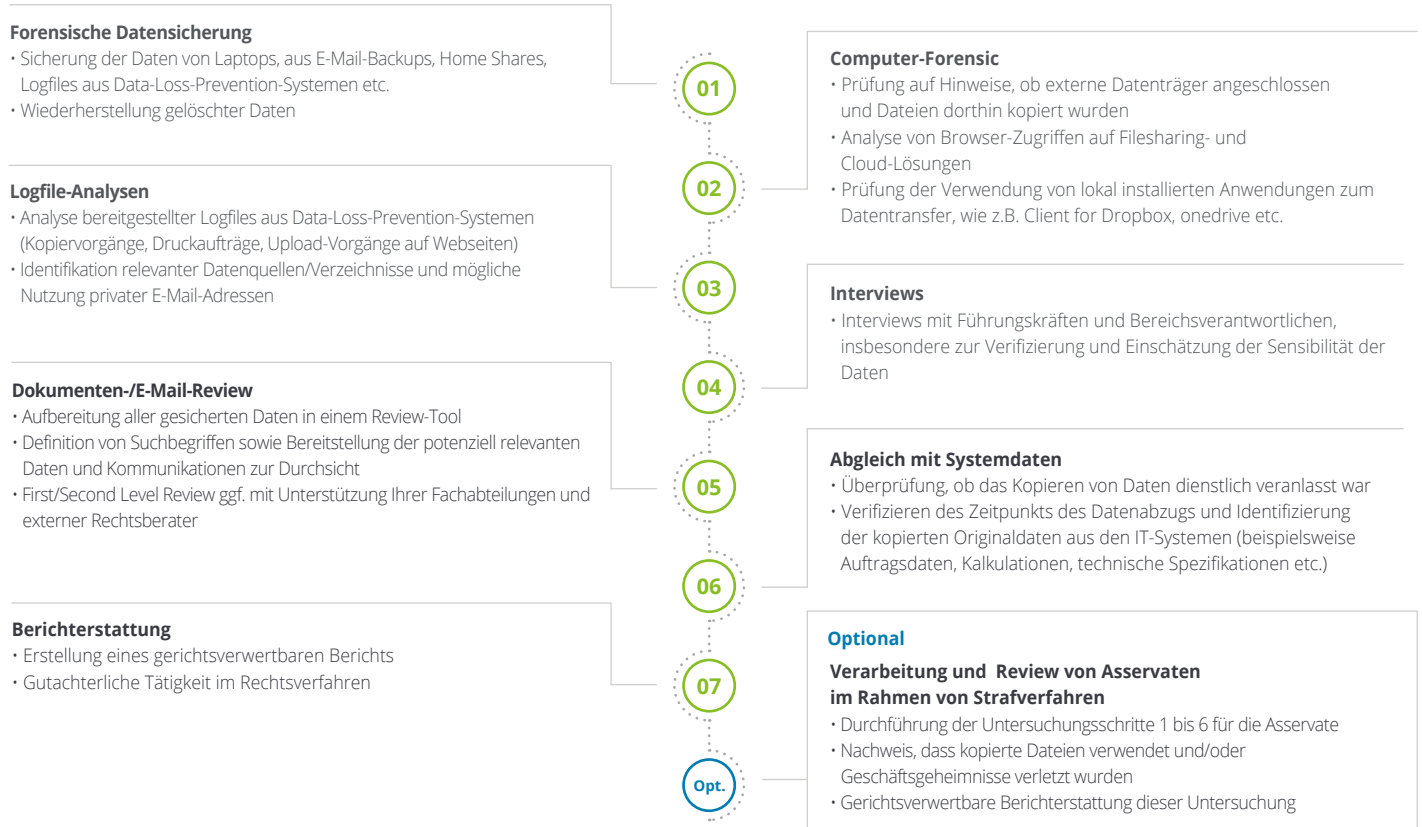 01
Forensische Datensicherung
• Sicherung der Daten von Laptops, aus E-Mail-Backups, Home Shares,
Logfiles aus Data-Loss-Prevention-Systemen etc.
• Wiederherstellung gelöschter Daten
02
Computer-Forensic
• Prüfung auf Hinweise, ob externe Datenträger angeschlossen
und Dateien dorthin kopiert wurden
• Analyse von Browser-Zugriffen auf Filesharing- und
Cloud-Lösungen
• Prüfung der Verwendung von lokal installierten Anwendungen zum
Datentransfer, wie z.B. Client for Dropbox, onedrive etc.
03
Logfile-Analysen
• Analyse bereitgestellter Logfiles aus Data-Loss-Prevention-Systemen
(Kopiervorgänge, Druckaufträge, Upload-Vorgänge auf Webseiten)
• Identifikation relevanter Datenquellen/Verzeichnisse und mögliche
Nutzung privater E-Mail-Adressen
04
Interviews
• Interviews mit Führungskräften und Bereichsverantwortlichen,
insbesondere zur Verifizierung und Einschätzung der Sensibilität der
Daten
05
Dokumenten-/E-Mail-Review
• Aufbereitung aller gesicherten Daten in einem Review-Tool
• Definition von Suchbegriffen sowie Bereitstellung der potenziell relevanten
Daten und Kommunikationen zur Durchsicht
• First/Second Level Review ggf. mit Unterstützung Ihrer Fachabteilungen und
externer Rechtsberater
06
Abgleich mit Systemdaten
• Überprüfung, ob das Kopieren von Daten dienstlich veranlasst war
• Verifizieren des Zeitpunkts des Datenabzugs und Identifizierung
der kopierten Originaldaten aus den IT-Systemen (beispielsweise
Auftragsdaten, Kalkulationen, technische Spezifikationen etc.)
07
Berichterstattung
• Erstellung eines gerichtsverwertbaren Berichts
• Gutachterliche Tätigkeit im Rechtsverfahren
Opt.
Optional
Verarbeitung und Review von Asservaten
im Rahmen von Strafverfahren
• Durchführung der Untersuchungsschritte 1 bis 6 für die Asservate
• Nachweis, dass kopierte Dateien verwendet und/oder
Geschäftsgeheimnisse verletzt wurden
• Gerichtsverwertbare Berichterstattung dieser Untersuchung